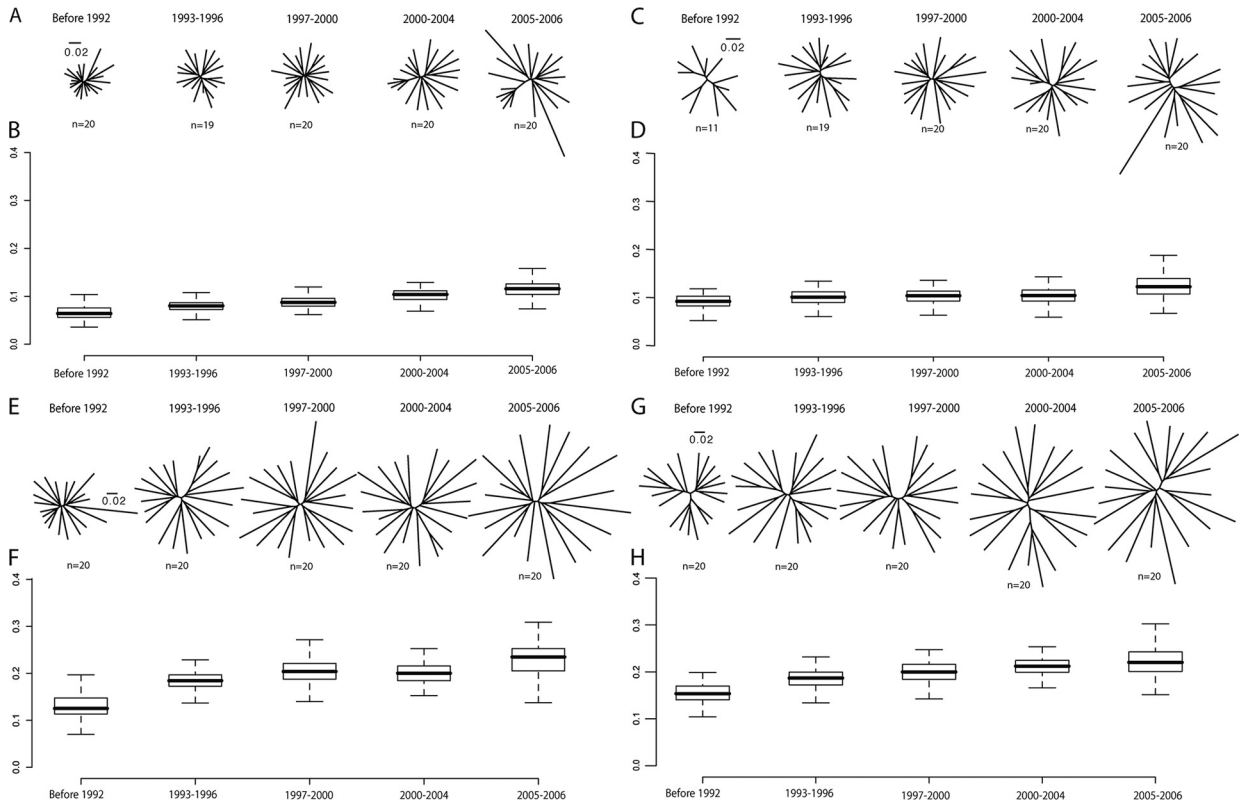 A Before 1992 1993-1996 1997-2000 2000-2004 2005-2006
0.02
n=20 n=19 n=20 n=20 n=20
B
0.4
0.3
0.2
0.1
0.0
Before 1992 1993-1996 1997-2000 2000-2004 2005-2006
C Before 1992 1993-1996 1997-2000 2000-2004 2005-2006
0.02
n=11 n=19 n=20 n=20 n=20
D
0.4
0.3
0.2
0.1
0.0
Before 1992 1993-1996 1997-2000 2000-2004 2005-2006
E Before 1992 1993-1996 1997-2000 2000-2004 2005-2006
0.02
n=20 n=20 n=20 n=20 n=20
F
0.4
0.3
0.2
0.1
0.0
Before 1992 1993-1996 1997-2000 2000-2004 2005-2006
G Before 1992 1993-1996 1997-2000 2000-2004 2005-2006
0.02
n=20 n=20 n=20 n=20 n=20
H
0.4
0.3
0.2
0.1
0.0
Before 1992 1993-1996 1997-2000 2000-2004 2005-2006